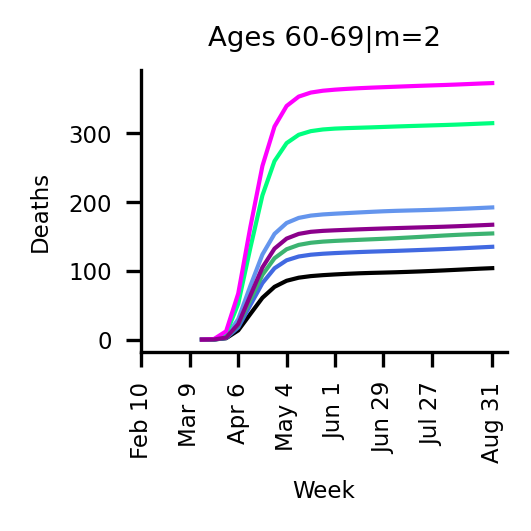 Ages 60-69|m=2
Deaths
300
200
100
0
Feb 10
Mar 9
Apr 6
May 4
Jun 1
Jun 29
Jul 27
Aug 31
Week